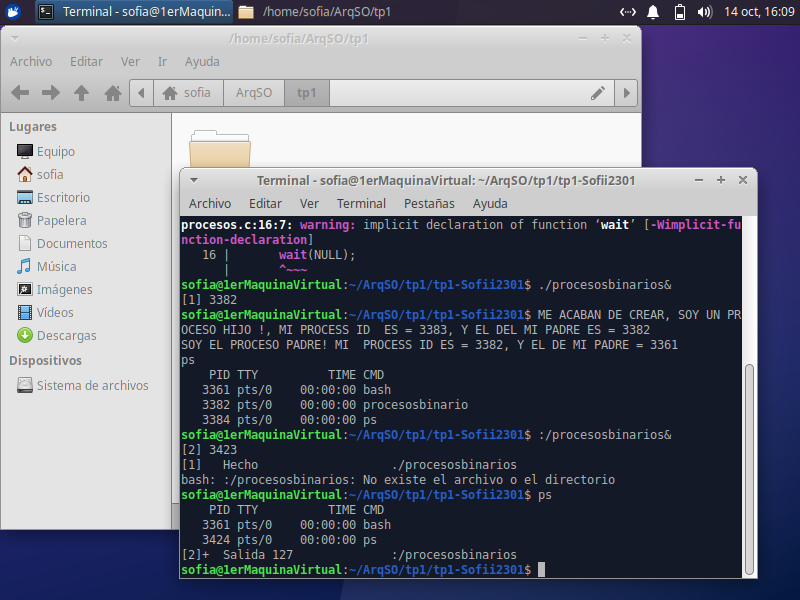 Terminal - sofia@1erMaquin...
/home/sofia/ArqSO/tp1
14 oct, 16:09
/home/sofia/ArqSO/tp1
Archivo Editar Ver Ir Ayuda
sofia ArqSO tp1
Lugares
Equipo
sofia
Escritorio
Papelera
Documentos
Música
Imágenes
Vídeos
Descargas
Dispositivos
Sistema de archivos
Terminal - sofia@1erMaquinaVirtual: ~/ArqSO/tp1/tp1-Sofii2301
Archivo Editar Ver Terminal Pestañas Ayuda
procesos.c:16:7: warning: implicit declaration of function ‘wait’ [-Wimplicit-fu
nction-declaration]
16 | wait(NULL);
| ^~~~
sofia@1erMaquinaVirtual:~/ArqSO/tp1/tp1-Sofii2301$ ./procesosbinarios&
[1] 3382
sofia@1erMaquinaVirtual:~/ArqSO/tp1/tp1-Sofii2301$ ME ACABAN DE CREAR, SOY UN PR
OCESO HIJO !, MI PROCESS ID ES = 3383, Y EL DEL MI PADRE ES = 3382
SOY EL PROCESO PADRE! MI PROCESS ID ES = 3382, Y EL DE MI PADRE = 3361
ps
PID TTY TIME CMD
3361 pts/0 00:00:00 bash
3382 pts/0 00:00:00 procesosbinario
3384 pts/0 00:00:00 ps
sofia@1erMaquinaVirtual:~/ArqSO/tp1/tp1-Sofii2301$ :/procesosbinarios&
[2] 3423
[1] Hecho ./procesosbinarios
bash: :/procesosbinarios: No existe el archivo o el directorio
sofia@1erMaquinaVirtual:~/ArqSO/tp1/tp1-Sofii2301$ ps
PID TTY TIME CMD
3361 pts/0 00:00:00 bash
3424 pts/0 00:00:00 ps
[2]+ Salida 127 :/procesosbinarios
sofia@1erMaquinaVirtual:~/ArqSO/tp1/tp1-Sofii2301$